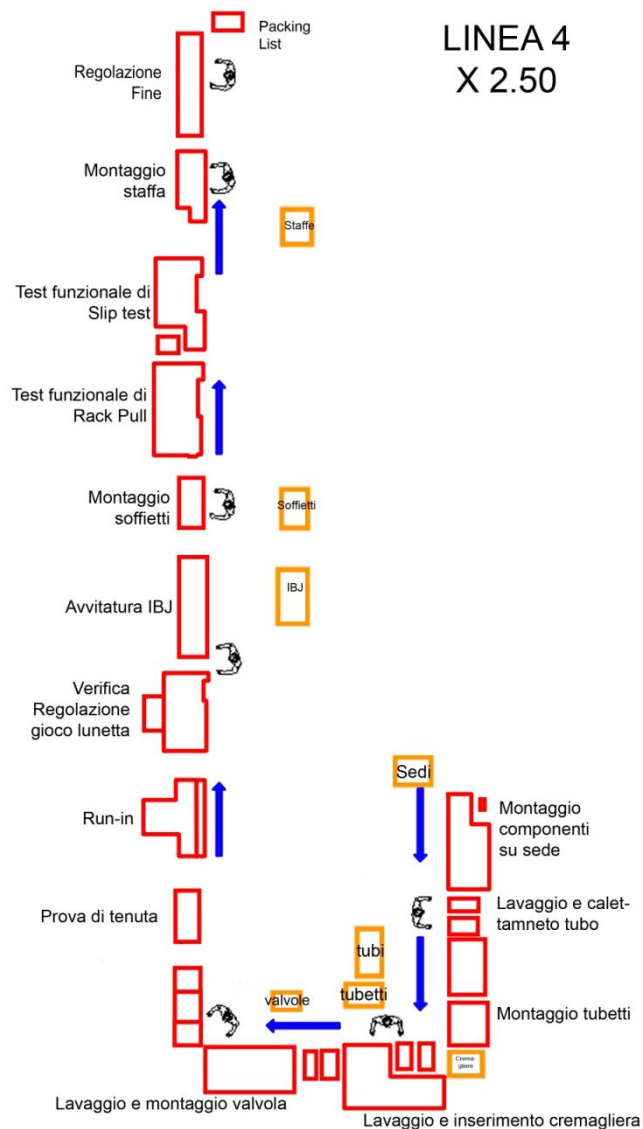 LINEA 4
X 2.50
Packing
List
Regolazione
Fine
Montaggio
staffa
Staffe
Test funzionale di
Slip test
Test funzionale di
Rack Pull
Montaggio
soffietti
Soffietti
IBJ
Avvitatura IBJ
Verifica
Regolazione
gioco lunetta
Sedi
Run-in
Montaggio
componenti
su sede
Prova di tenuta
Lavaggio e calet-
tamneto tubo
tubi
tubetti
valvole
Montaggio tubetti
Crema-
gliere
Lavaggio e montaggio valvola
Lavaggio e inserimento cremagliera